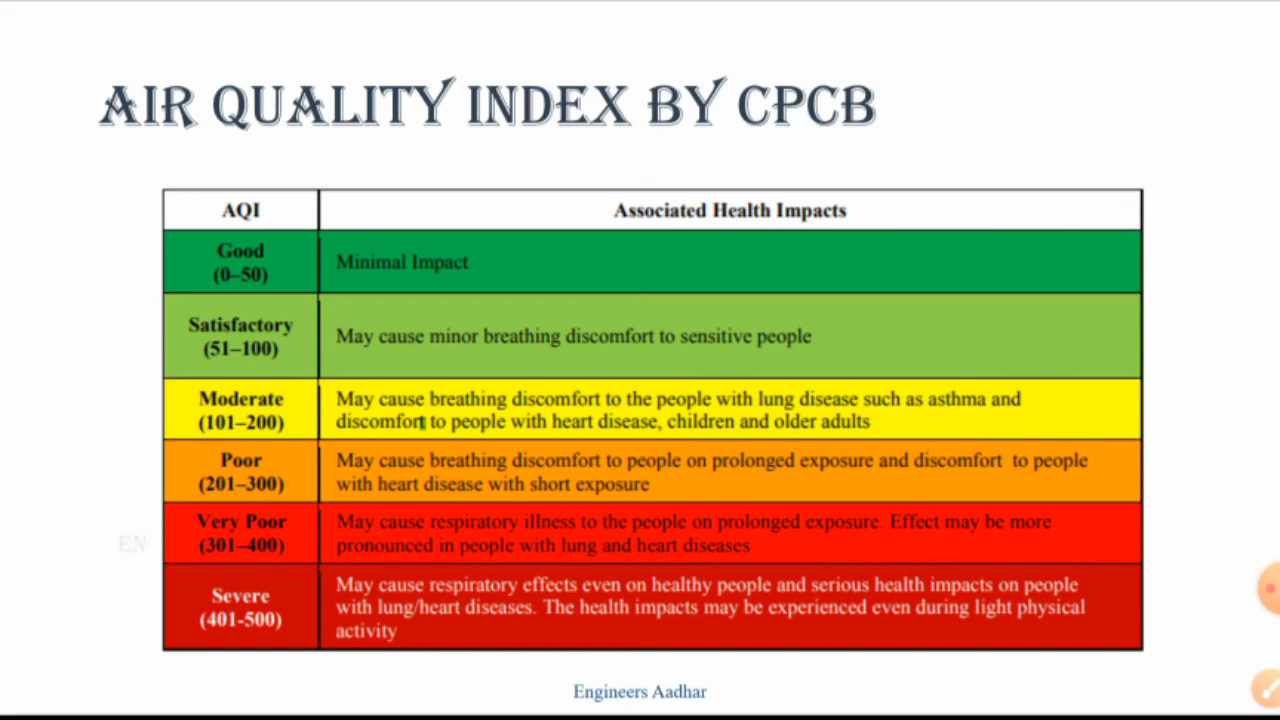 AIR QUALITY INDEX BY CPCB
AQI
Associated Health Impacts
Good
(0–50)
Minimal Impact
Satisfactory
(51–100)
May cause minor breathing discomfort to sensitive people
Moderate
(101–200)
May cause breathing discomfort to the people with lung disease such as asthma and
discomfort to people with heart disease, children and older adults
Poor
(201–300)
May cause breathing discomfort to people on prolonged exposure and discomfort to people
with heart disease with short exposure
Very Poor
(301–400)
May cause respiratory illness to the people on prolonged exposure. Effect may be more
pronounced in people with lung and heart diseases
Severe
(401-500)
May cause respiratory effects even on healthy people and serious health impacts on people
with lung/heart diseases. The health impacts may be experienced even during light physical
activity
EN
Engineers Aadhar